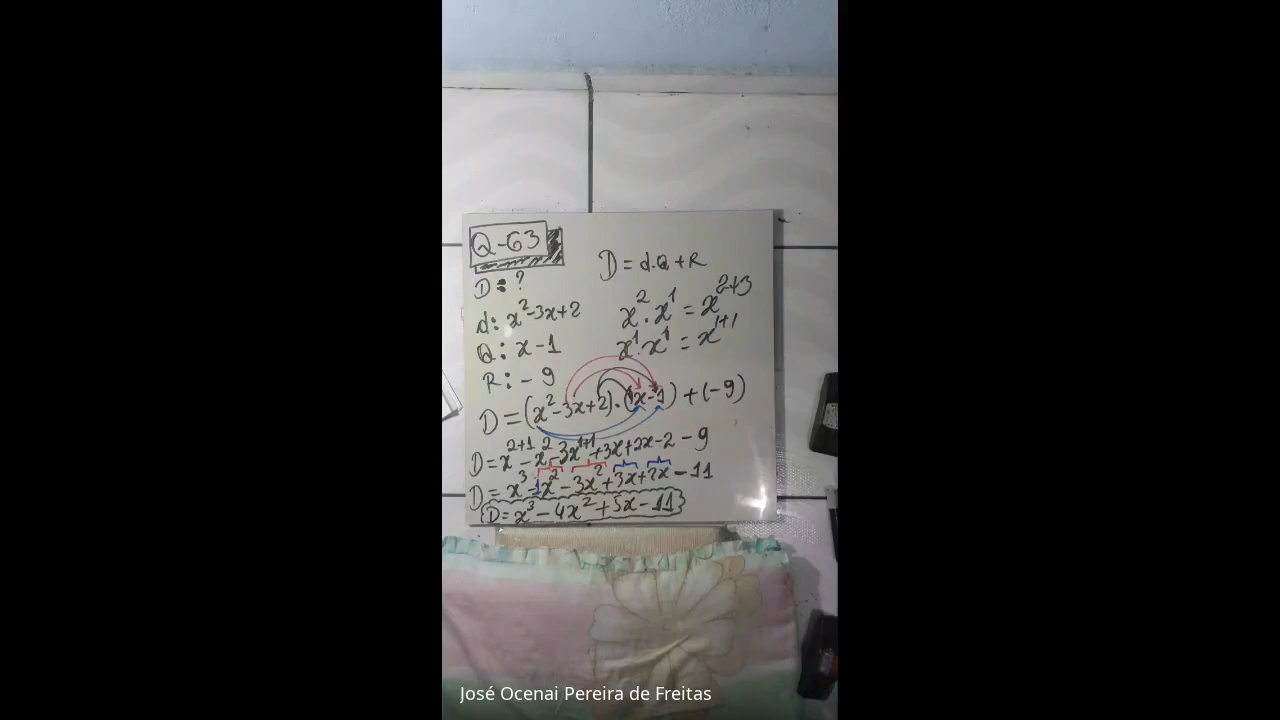 Q-63
D = d.Q + R
D: ?
d: x²-3x+2
x².x¹ = x²⁺³
Q: x-1
x¹.x¹ = x¹⁺¹
R: -9
D = (x²-3x+2).(1x-1) + (-9)
D = x²⁺¹-x²-3x¹⁺¹+3x+2x-2-9
D = x³-1x²-3x²+3x+2x-11
D = x³-4x²+5x-11
José Ocenai Pereira de Freitas